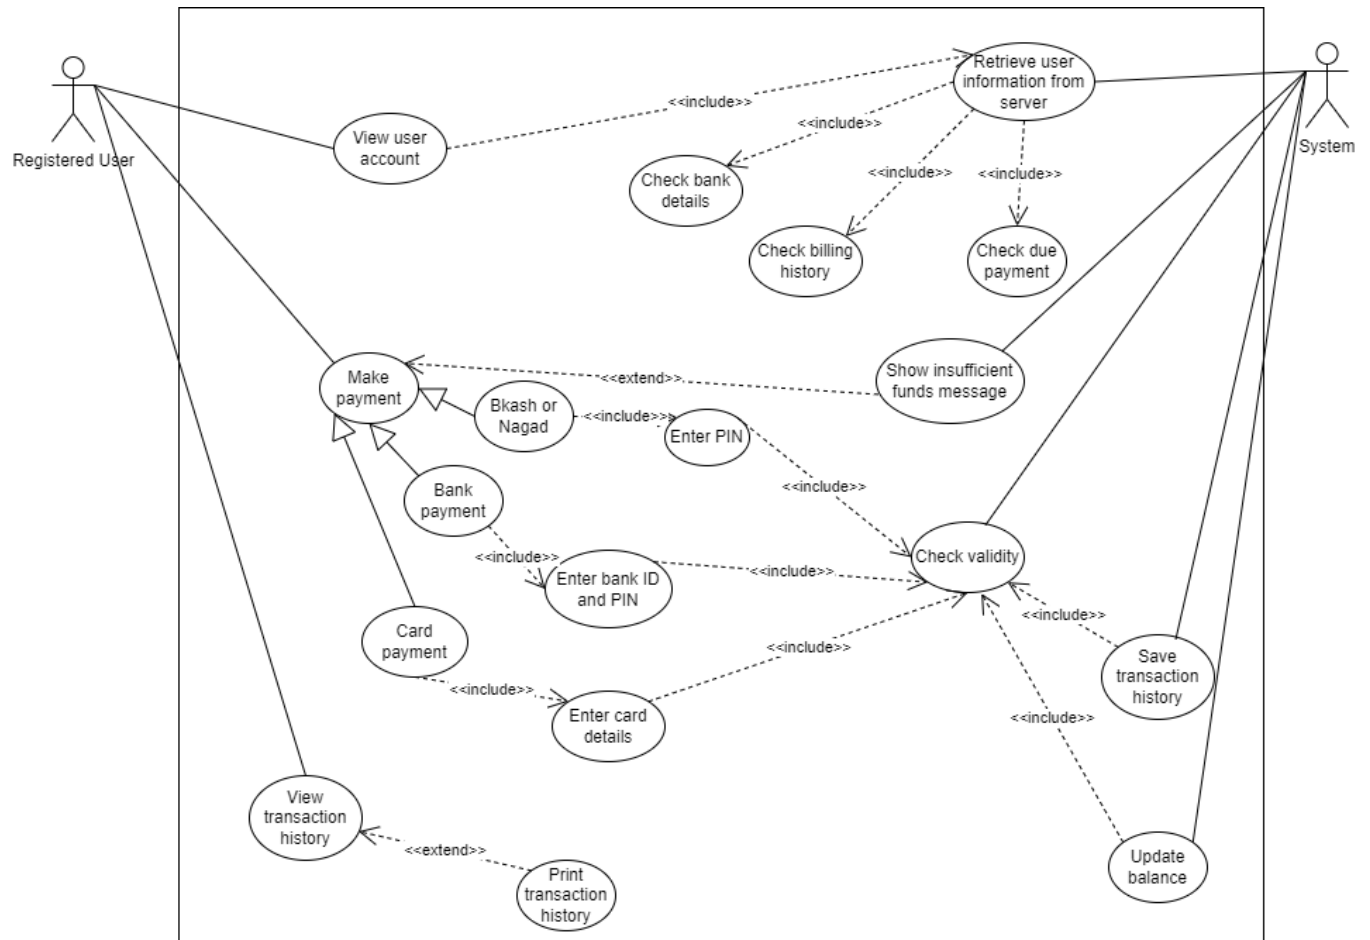 Retrieve user
information from
server
<<include>>
<<include>>
View user
account
Registered User
System
<<include>>
<<include>>
Check bank
details
Check billing
history
Check due
payment
Make
payment
<<extend>>
Show insufficient
funds message
Bkash or
Nagad
<<include>>
Enter PIN
Bank
payment
<<include>>
<<include>>
Enter bank ID
and PIN
<<include>>
Check validity
Card
payment
<<include>>
<<include>>
Save
transaction
history
<<include>>
Enter card
details
<<include>>
View
transaction
history
<<extend>>
Print
transaction
history
Update
balance